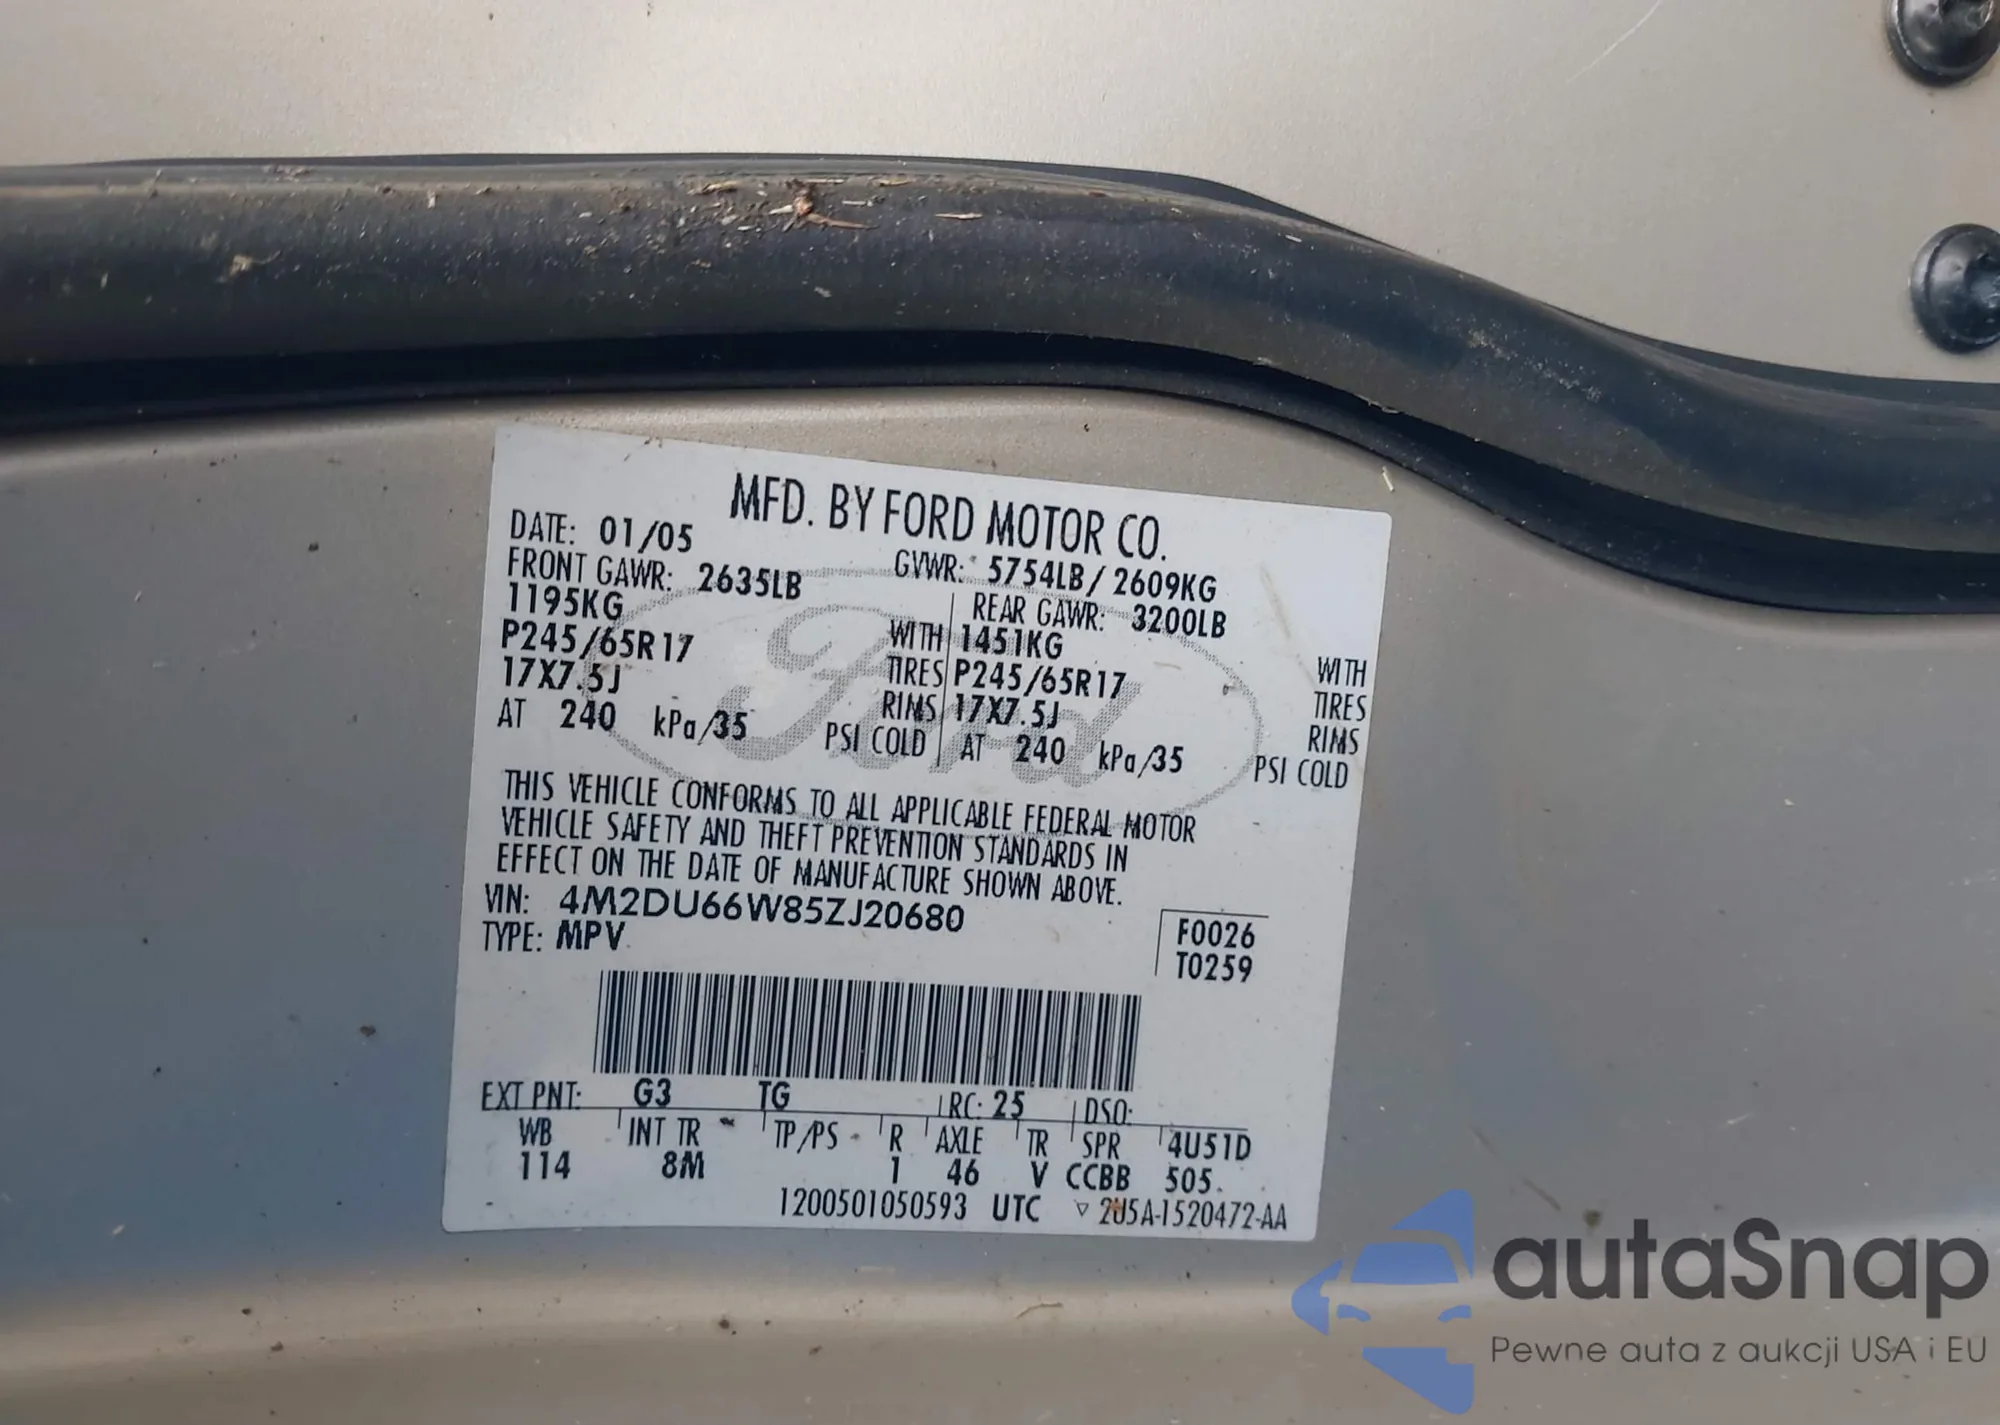 MFD. BY FORD MOTOR CO.
DATE: 01/05 GVWR: 5754LB/ 2609KG
FRONT GAWR: 2635LB REAR GAWR: 3200LB
1195KG WITH 1451KG WITH
P245/65R17 TIRES P245/65R17 TIRES
17X7.5J RIMS 17X7.5J RIMS
AT 240 kPa/35 PSI COLD AT 240 kPa/35 PSI COLD
Ford
THIS VEHICLE CONFORMS TO ALL APPLICABLE FEDERAL MOTOR
VEHICLE SAFETY AND THEFT PREVENTION STANDARDS IN
EFFECT ON THE DATE OF MANUFACTURE SHOWN ABOVE.
VIN: 4M2DU66W85ZJ20680 F0026
TYPE: MPV T0259
EXT PNT: G3 TG RC: 25 DSO:
WB INT TR TP/PS R AXLE TR SPR 4U51D
114 8M 1 46 V CCBB 505
1200501050593 UTC ▽ 2U5A-1520472-AA
autaSnap
Pewne auta z aukcji USA i EU